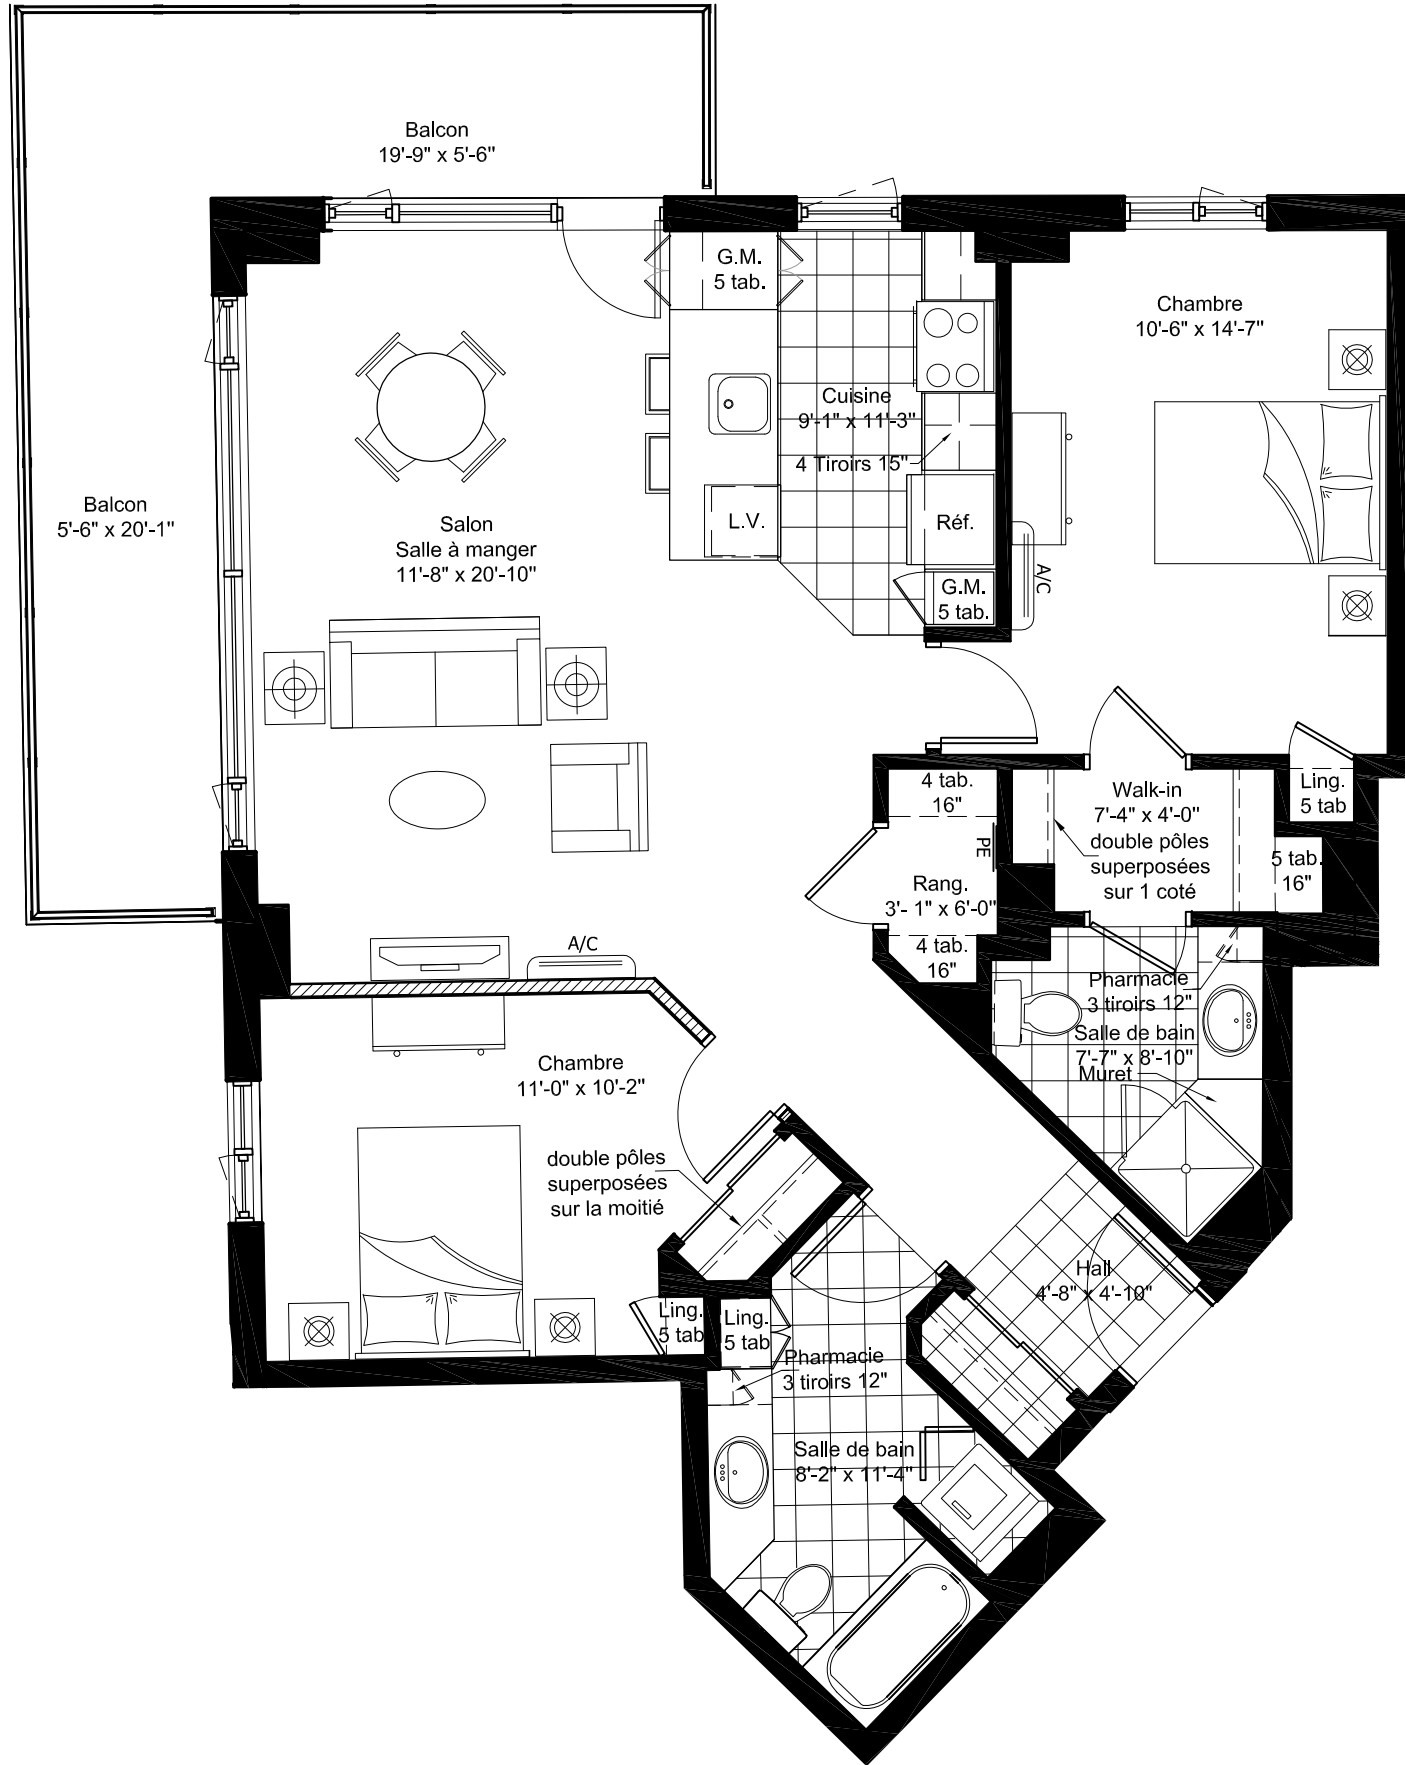 Balcon
19'-9" x 5'-6"
G.M.
5 tab.
Chambre
10'-6" x 14'-7"
Cuisine
9'-1" x 11'-3"
4 Tiroirs 15"
Balcon
5'-6" x 20'-1"
Salon
Salle à manger
11'-8" x 20'-10"
L.V.
Réf.
A/C
G.M.
5 tab.
4 tab.
16"
Walk-in
7'-4" x 4'-0"
double pôles
superposées
sur 1 coté
Ling.
5 tab
PE
5 tab.
16"
Rang.
3'- 1" x 6'-0"
4 tab.
16"
A/C
Pharmacie
3 tiroirs 12"
Salle de bain
7'-7" x 8'-10"
Muret
Chambre
11'-0" x 10'-2"
double pôles
superposées
sur la moitié
Hall
4'-8" x 4'-10"
Ling.
5 tab
Ling.
5 tab
Pharmacie
3 tiroirs 12"
Salle de bain
8'-2" x 11'-4"